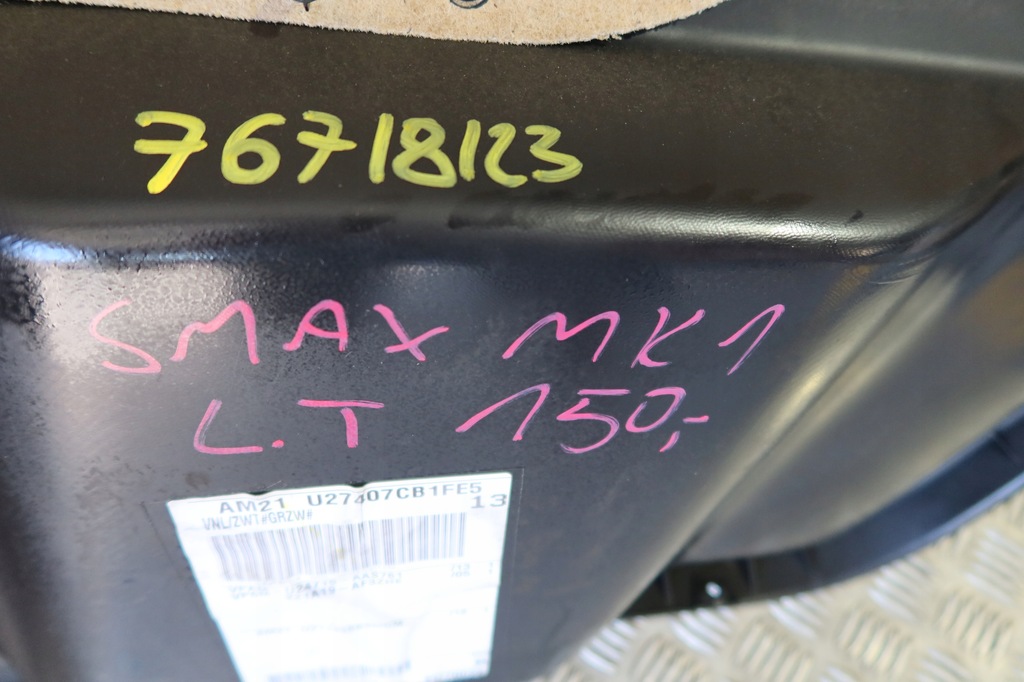 76718123
SMAX MK1
L.T 150,-
AM21 U27407CB1FE5
13
VNL/ZWT#GRZW#